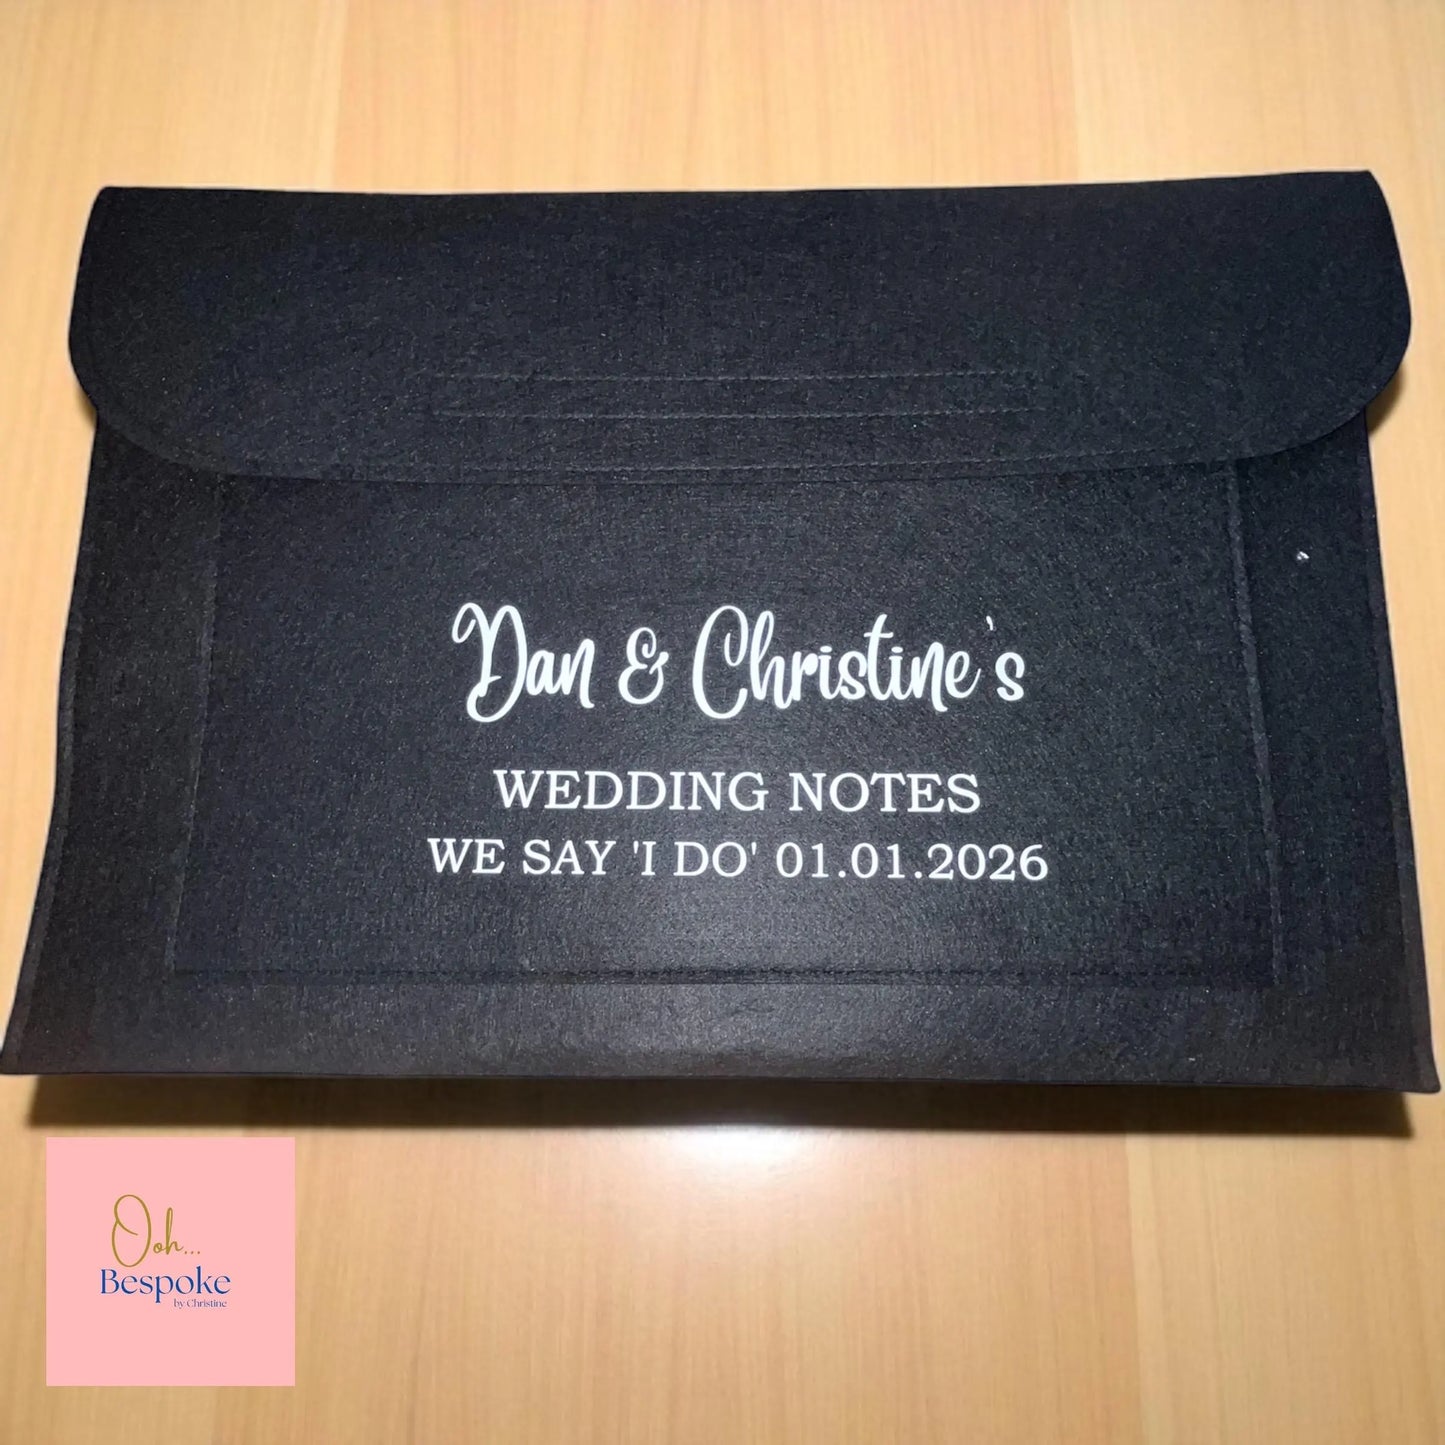 Dan & Christine's
WEDDING NOTES
WE SAY 'I DO' 01.01.2026
Ooh...
Bespoke
by Christine